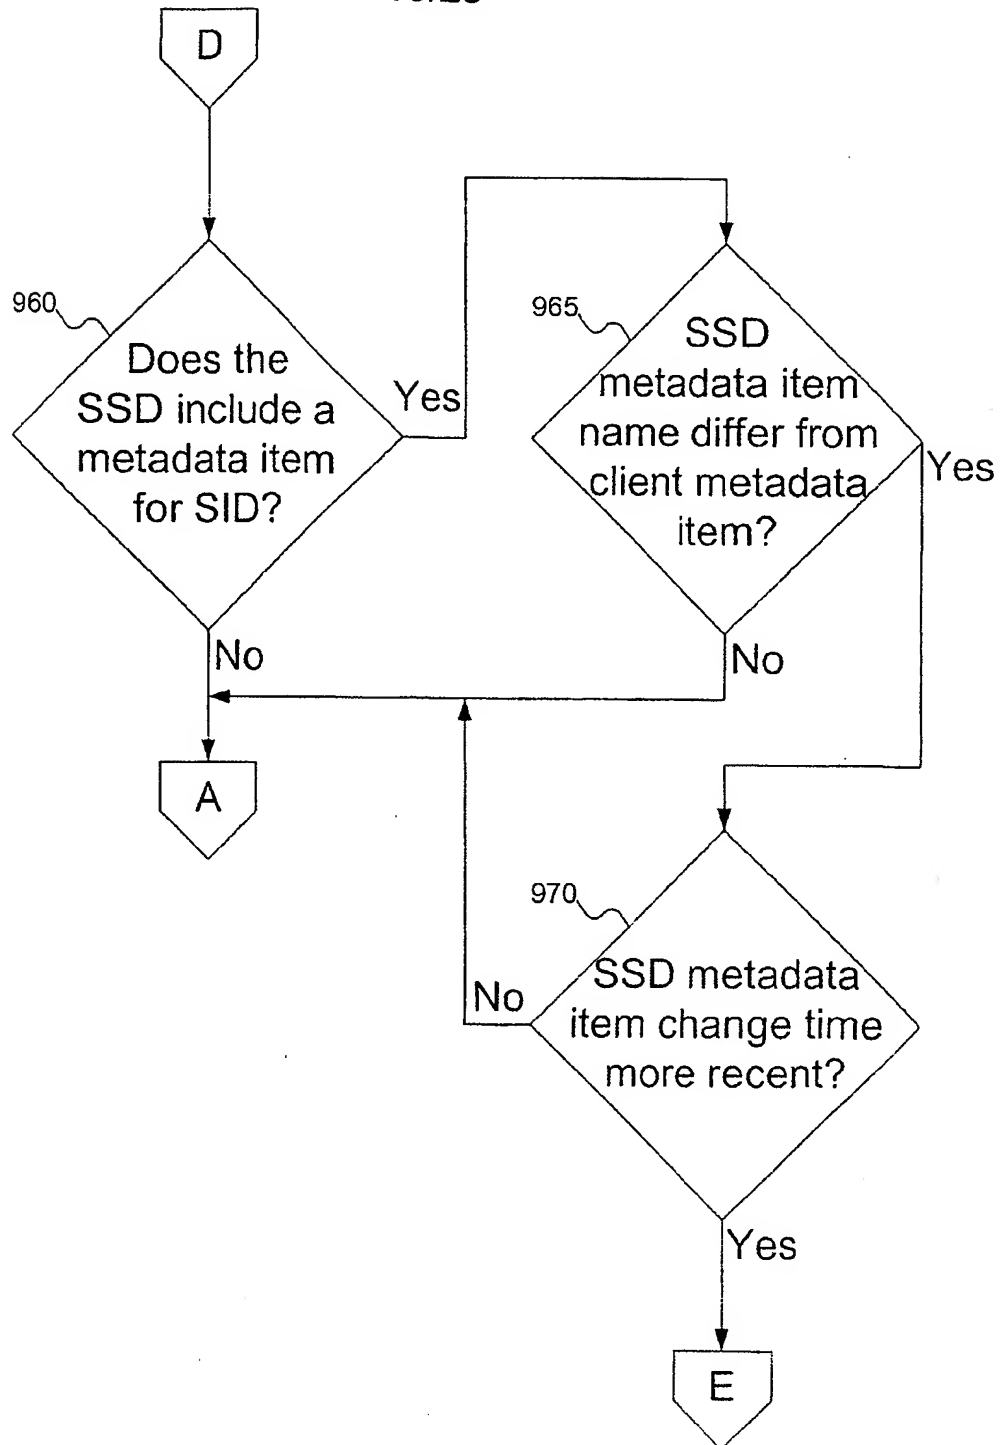 D
960
Does the
SSD include a
metadata item
for SID?
Yes
No
965
SSD
metadata item
name differ from
client metadata
item?
Yes
No
A
970
SSD metadata
item change time
more recent?
No
Yes
E